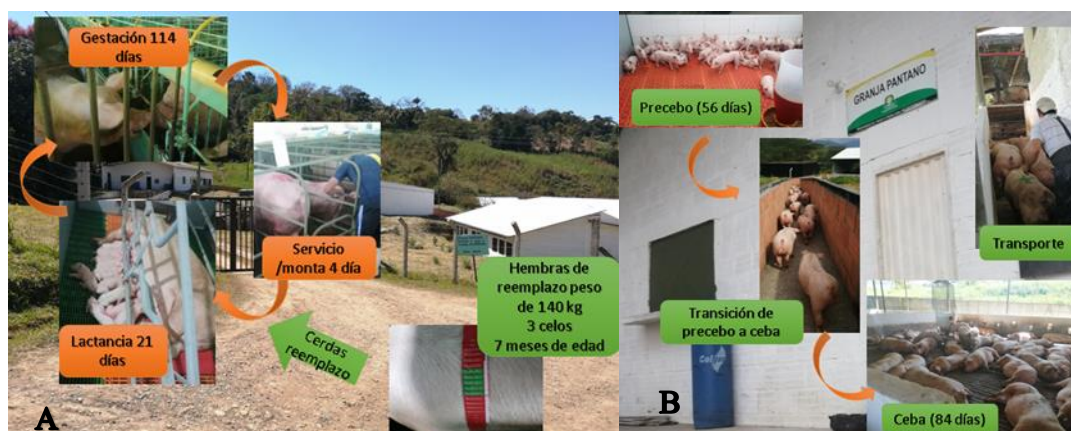 Gestación 114
días
Servicio
/monta 4 día
Lactancia 21
días
Cerdas
reemplazo
Hembras de
reemplazo peso
de 140 kg
3 celos
7 meses de edad
A
Precebo (56 días)
GRANJA PANTANO
Transporte
Transición de
precebo a ceba
Ceba (84 días)
B